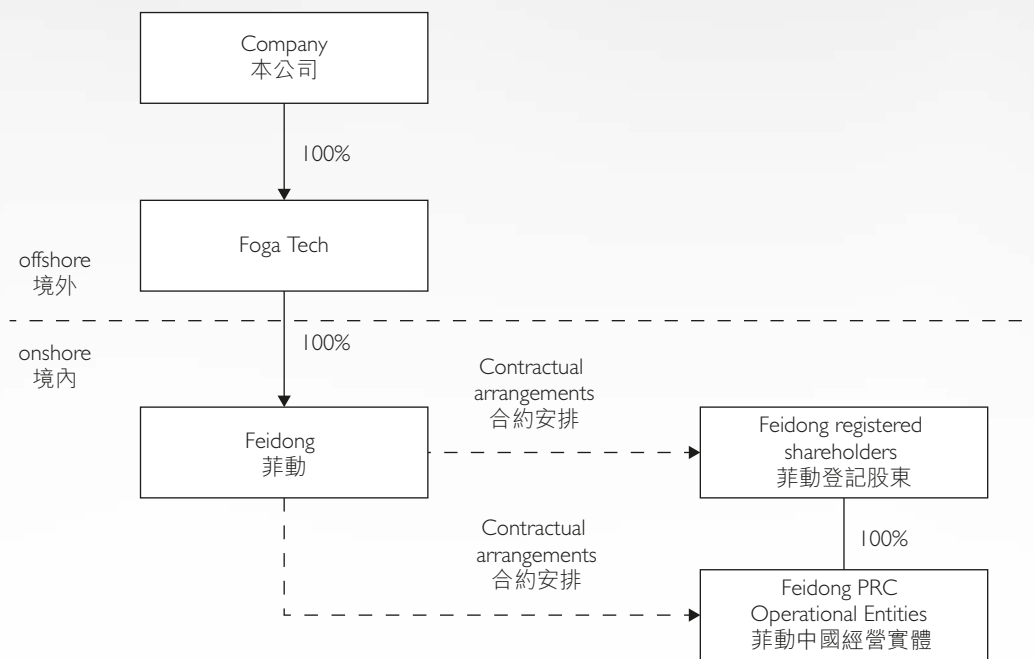 Company
本公司
100%
Foga Tech
offshore
境外
100%
onshore
境內
Contractual
arrangements
合約安排
Feidong
菲動
Feidong registered
shareholders
菲動登記股東
Contractual
arrangements
合約安排
100%
Feidong PRC
Operational Entities
菲動中國經營實體